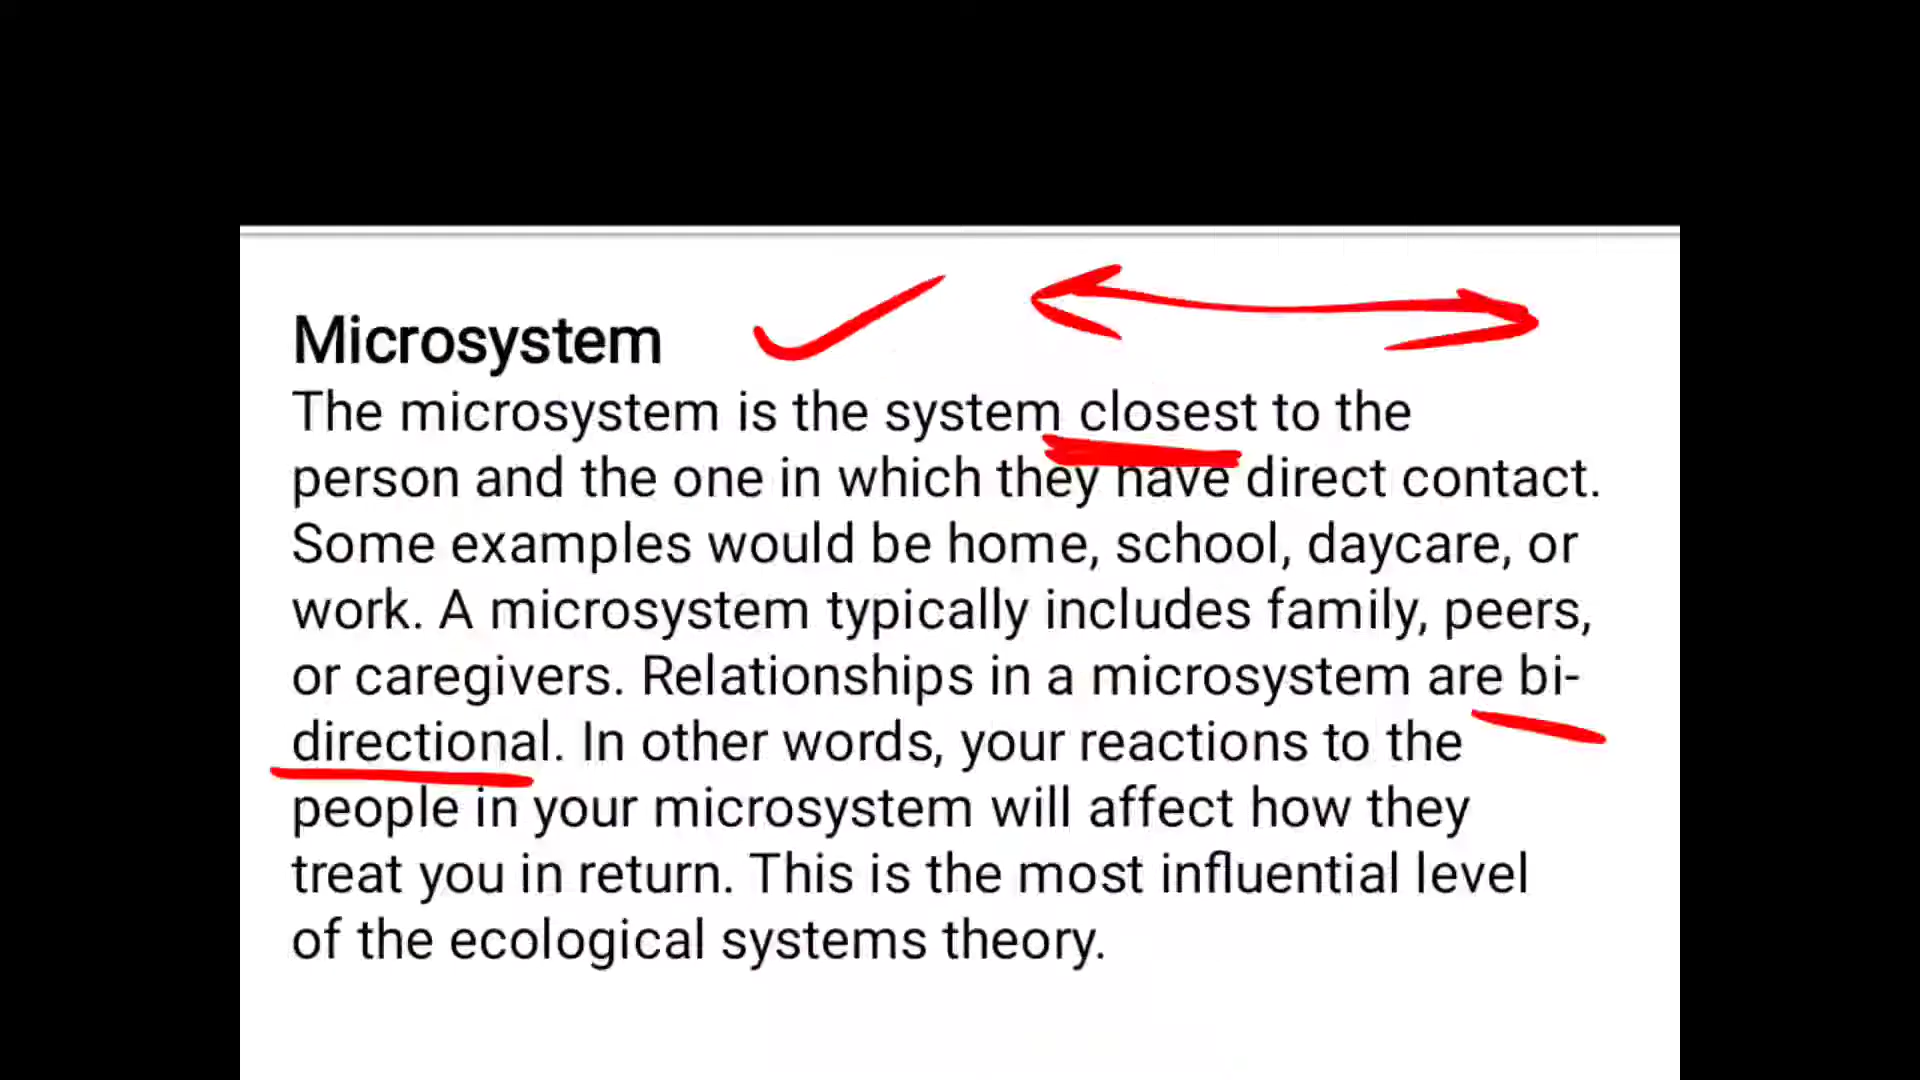 Microsystem
The microsystem is the system closest to the
person and the one in which they have direct contact.
Some examples would be home, school, daycare, or
work. A microsystem typically includes family, peers,
or caregivers. Relationships in a microsystem are bi-
directional. In other words, your reactions to the
people in your microsystem will affect how they
treat you in return. This is the most influential level
of the ecological systems theory.